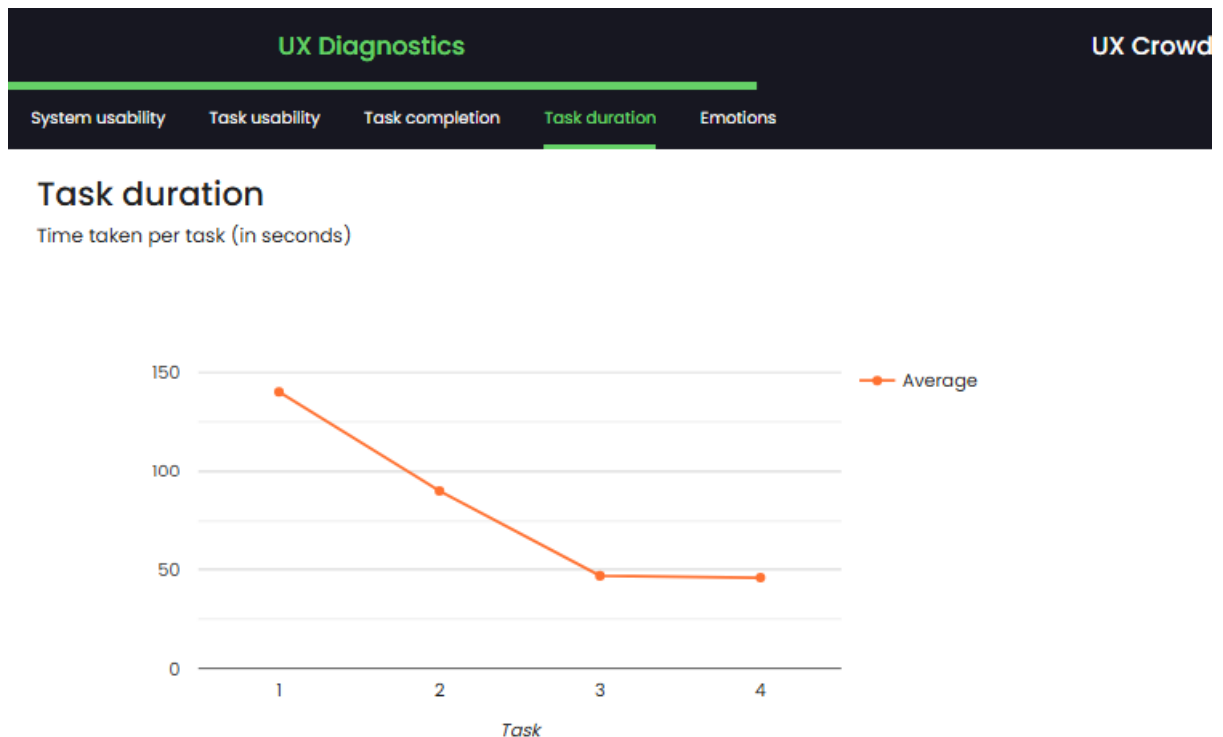 UX Diagnostics UX Crowd
System usability Task usability Task completion Task duration Emotions
Task duration
Time taken per task (in seconds)
150
Average
100
50
0
1 2 3 4
Task